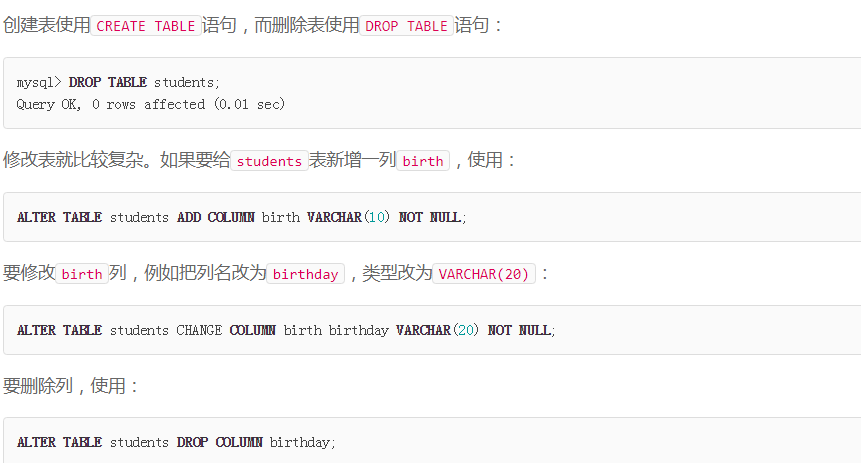 创建表使用CREATE TABLE语句，而删除表使用DROP TABLE语句：
mysql> DROP TABLE students;
Query OK, 0 rows affected (0.01 sec)
修改表就比较复杂。如果要给students表新增一列birth，使用：
ALTER TABLE students ADD COLUMN birth VARCHAR(10) NOT NULL;
要修改birth列，例如把列名改为birthday，类型改为VARCHAR(20)：
ALTER TABLE students CHANGE COLUMN birth birthday VARCHAR(20) NOT NULL;
要删除列，使用：
ALTER TABLE students DROP COLUMN birthday;